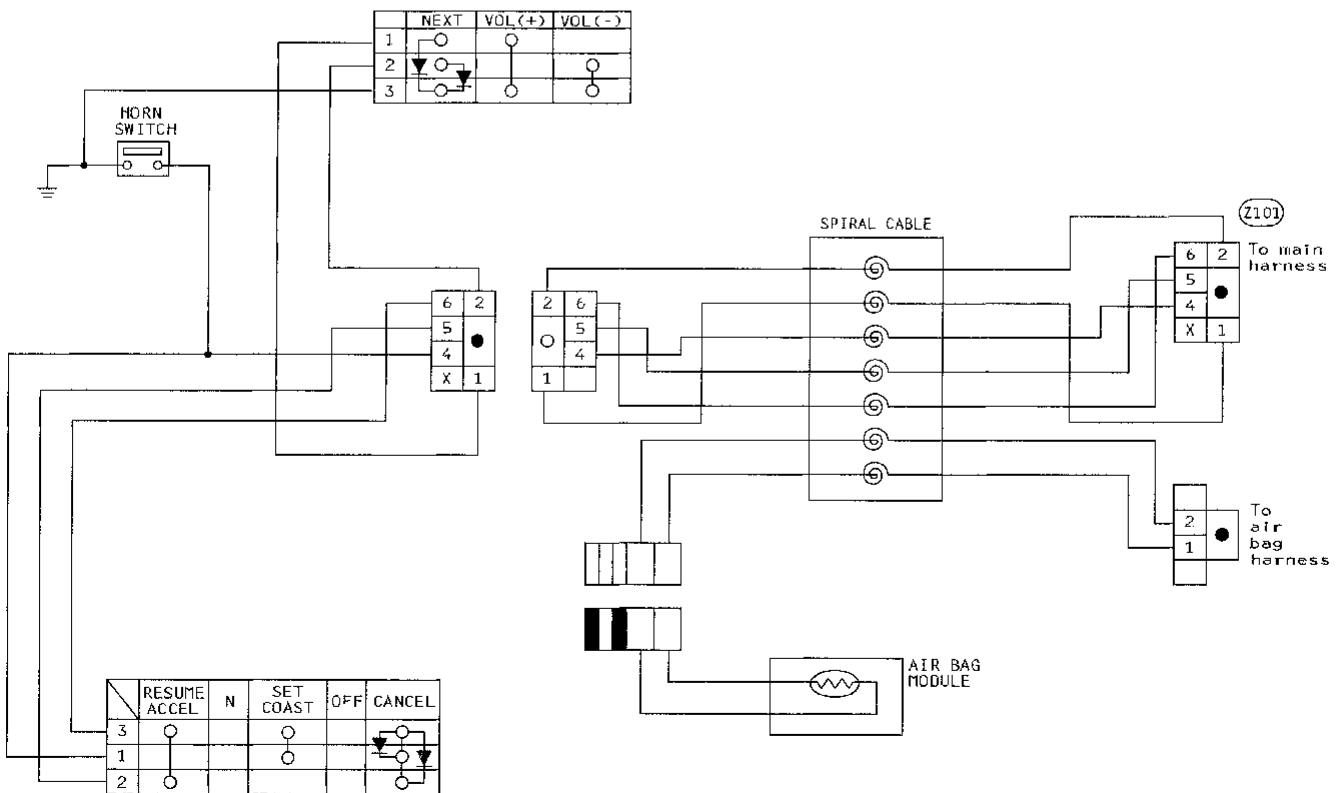 NEXT VOL(+) VOL(-)
1
2
3
HORN
SWITCH
SPIRAL CABLE
Z101
To main
harness
6 2
5
4
X 1
6 2
5
4
X 1
2 6
5
4
1
2
1
To
air
bag
harness
AIR BAG
MODULE
RESUME
ACCEL
N
SET
COAST
OFF
CANCEL
3
1
2